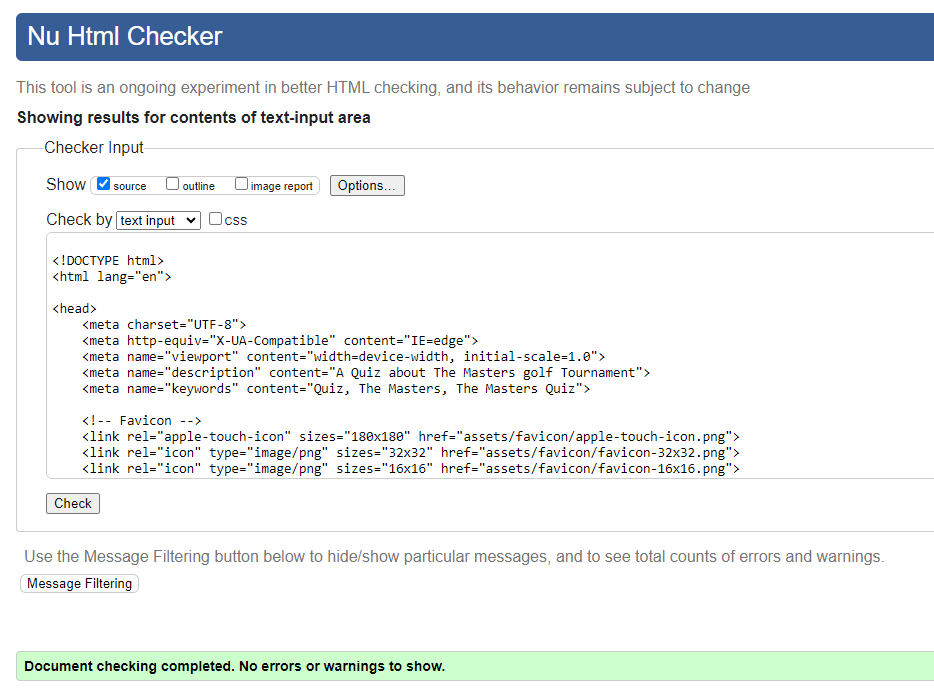 Nu Html Checker
This tool is an ongoing experiment in better HTML checking, and its behavior remains subject to change
Showing results for contents of text-input area
Checker Input
Show source outline image report Options...
Check by text input css
<!DOCTYPE html>
<html lang="en">
<head>
    <meta charset="UTF-8">
    <meta http-equiv="X-UA-Compatible" content="IE=edge">
    <meta name="viewport" content="width=device-width, initial-scale=1.0">
    <meta name="description" content="A Quiz about The Masters golf Tournament">
    <meta name="keywords" content="Quiz, The Masters, The Masters Quiz">
    <!-- Favicon -->
    <link rel="apple-touch-icon" sizes="180x180" href="assets/favicon/apple-touch-icon.png">
    <link rel="icon" type="image/png" sizes="32x32" href="assets/favicon/favicon-32x32.png">
    <link rel="icon" type="image/png" sizes="16x16" href="assets/favicon/favicon-16x16.png">
Check
Use the Message Filtering button below to hide/show particular messages, and to see total counts of errors and warnings.
Message Filtering
Document checking completed. No errors or warnings to show.